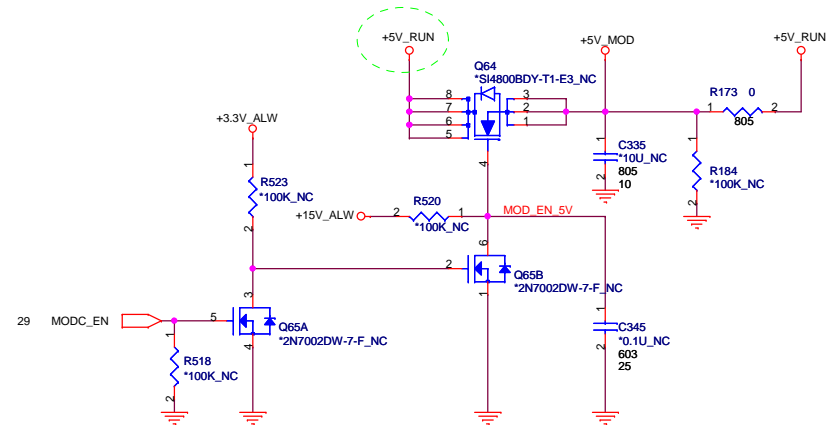 +5V_RUN
+5V_MOD
+5V_RUN
Q64
*SI4800BDY-T1-E3_NC
8
7
6
5
3
2
1
4
R173 0
1
2
805
+3.3V_ALW
1
R523
*100K_NC
2
1
C335
*10U_NC
2
805
10
1
R184
*100K_NC
2
+15V_ALW
2
R520
1
*100K_NC
MOD_EN_5V
6
2
Q65B
*2N7002DW-7-F_NC
1
3
29 MODC_EN
5
Q65A
*2N7002DW-7-F_NC
4
1
R518
*100K_NC
2
1
C345
*0.1U_NC
2
603
25